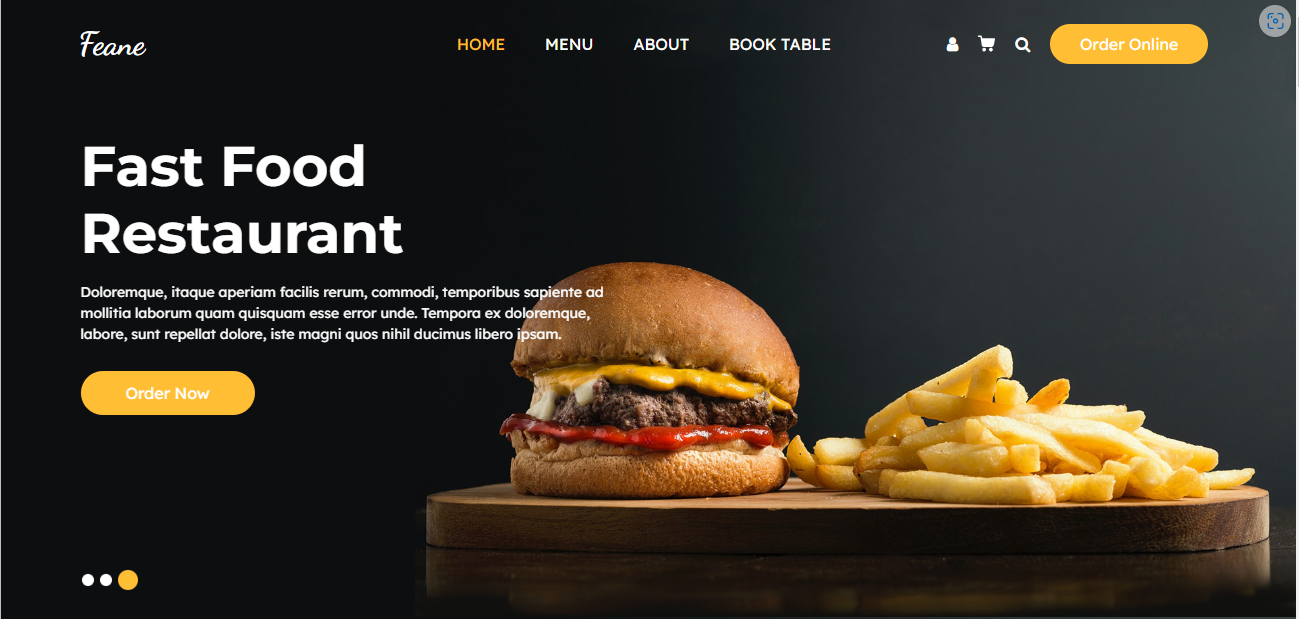 Feane
HOME MENU ABOUT BOOK TABLE
Order Online
Fast Food
Restaurant
Doloremque, itaque aperiam facilis rerum, commodi, temporibus sapiente ad
mollitia laborum quam quisquam esse error unde. Tempora ex doloremque,
labore, sunt repellat dolore, iste magni quos nihil ducimus libero ipsam.
Order Now